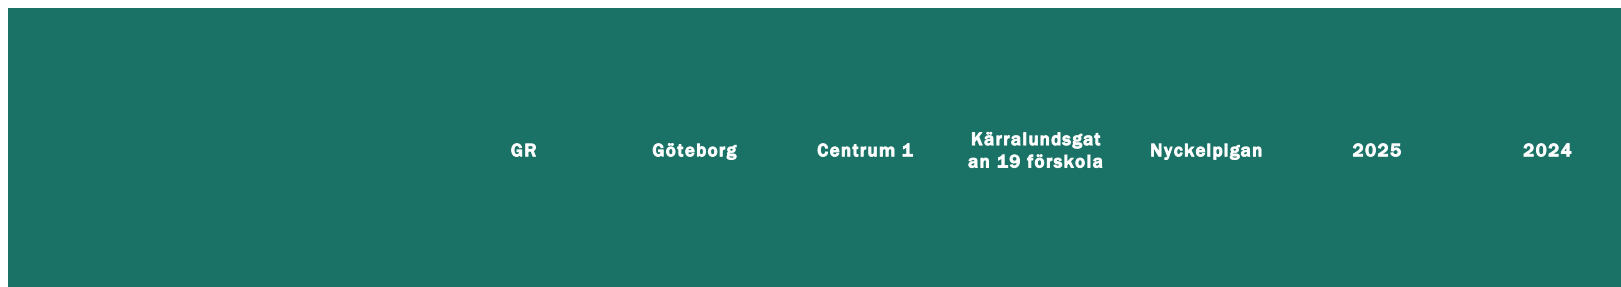 GR Göteborg Centrum 1 Kärralundsgat
an 19 förskola Nyckelpigan 2025 2024